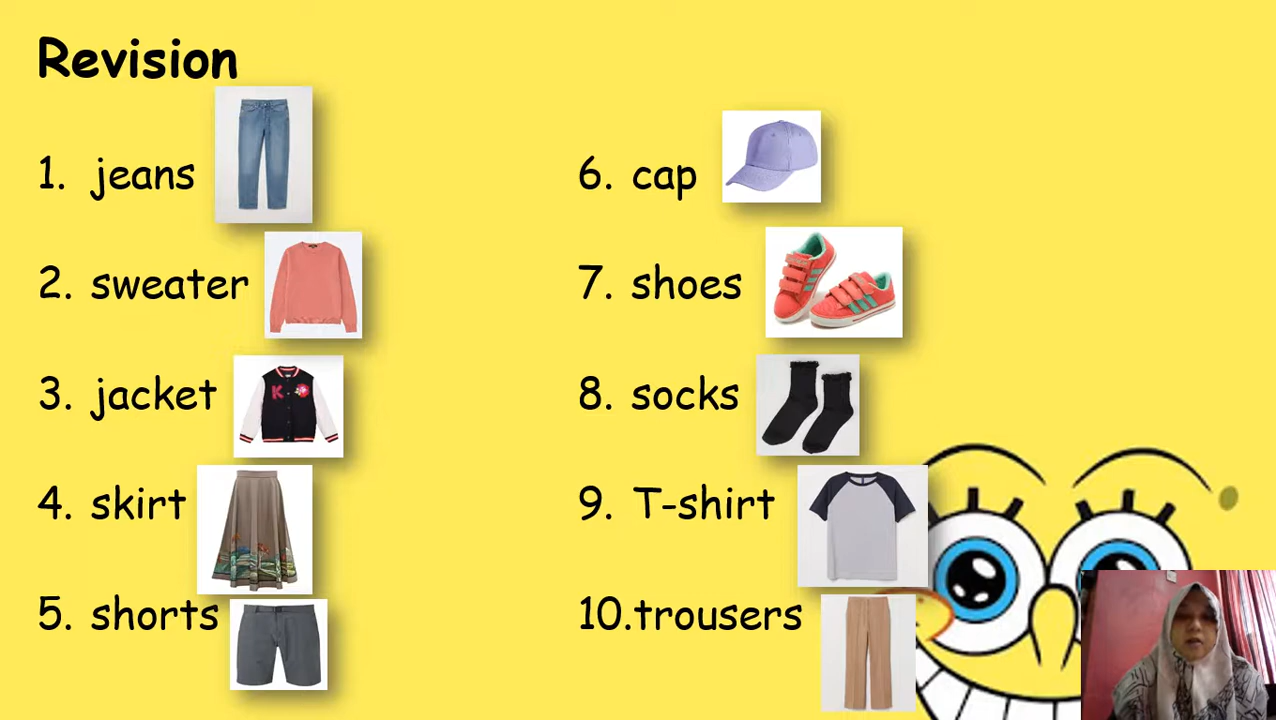 Revision
1. jeans
2. sweater
3. jacket
4. skirt
5. shorts
6. cap
7. shoes
8. socks
9. T-shirt
10.trousers
K